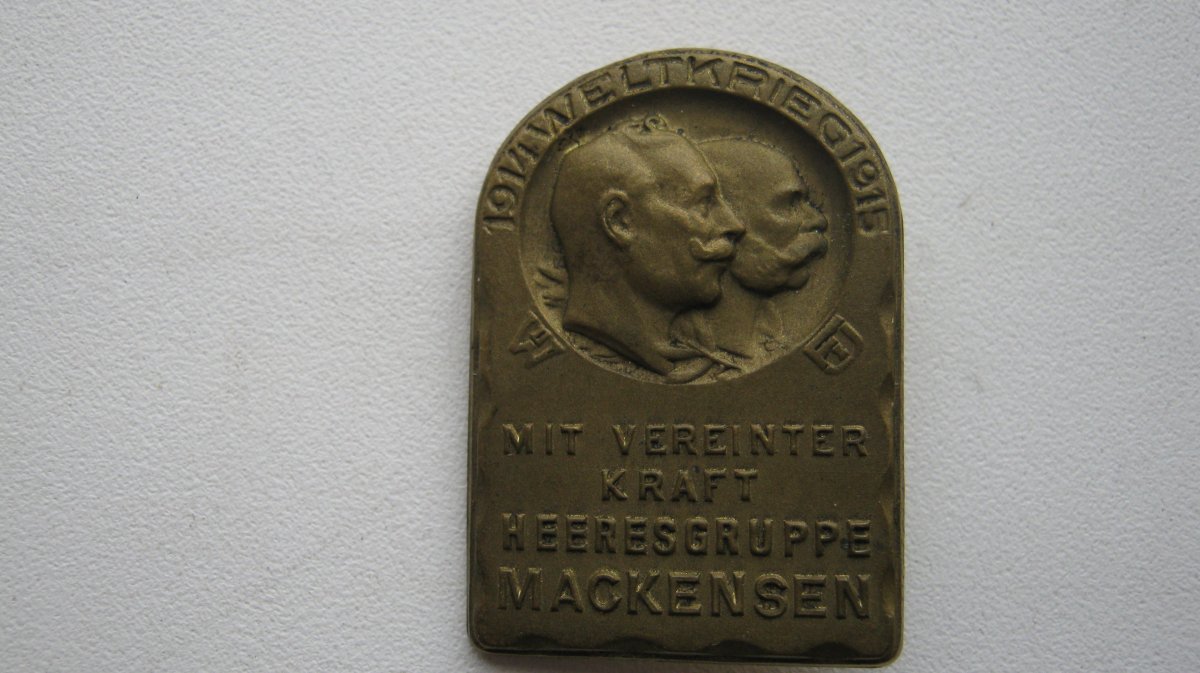 1914 WELTKRIEG 1915
MIT VEREINTER
KRAFT
HEERESGRUPPE
MACKENSEN